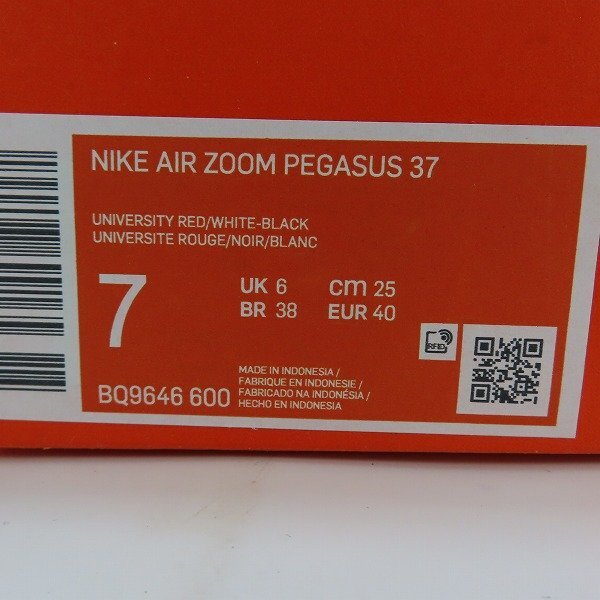 NIKE AIR ZOOM PEGASUS 37
UNIVERSITY RED/WHITE-BLACK
UNIVERSITE ROUGE/NOIR/BLANC
7
UK 6 cm 25
BR 38 EUR 40
RFID
BQ9646 600
MADE IN INDONESIA /
FABRIQUE EN INDONESIE /
FABRICADO NA INDONÉSIA /
HECHO EN INDONESIA